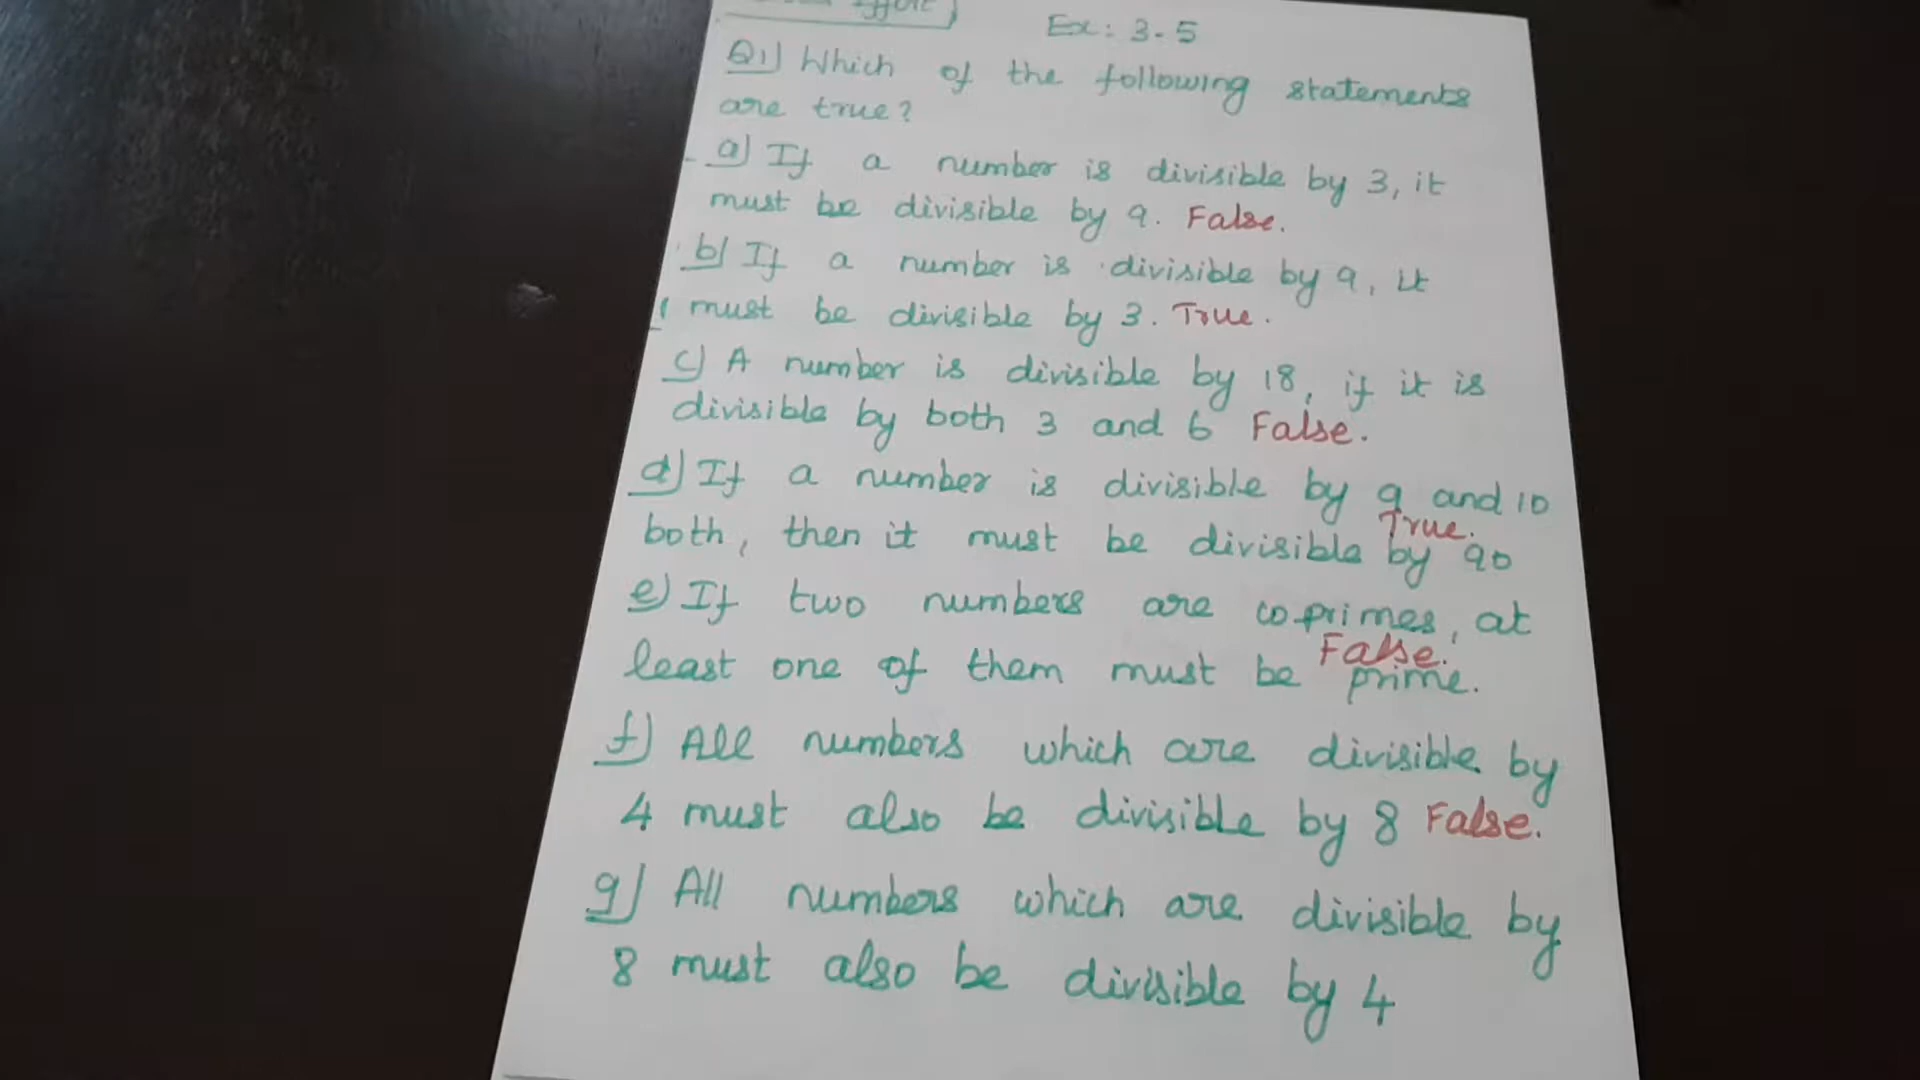 Ex: 3.5
Q1) Which of the following statements
are true?
a) If a number is divisible by 3, it
must be divisible by 9. False.
b) If a number is divisible by 9, it
must be divisible by 3. True.
c) A number is divisible by 18, if it is
divisible by both 3 and 6 False.
d) If a number is divisible by 9 and 10
True.
both, then it must be divisible by 90
e) If two numbers are co-primes, at
False.
least one of them must be prime.
f) All numbers which are divisible by
4 must also be divisible by 8 False.
g) All numbers which are divisible by
8 must also be divisible by 4